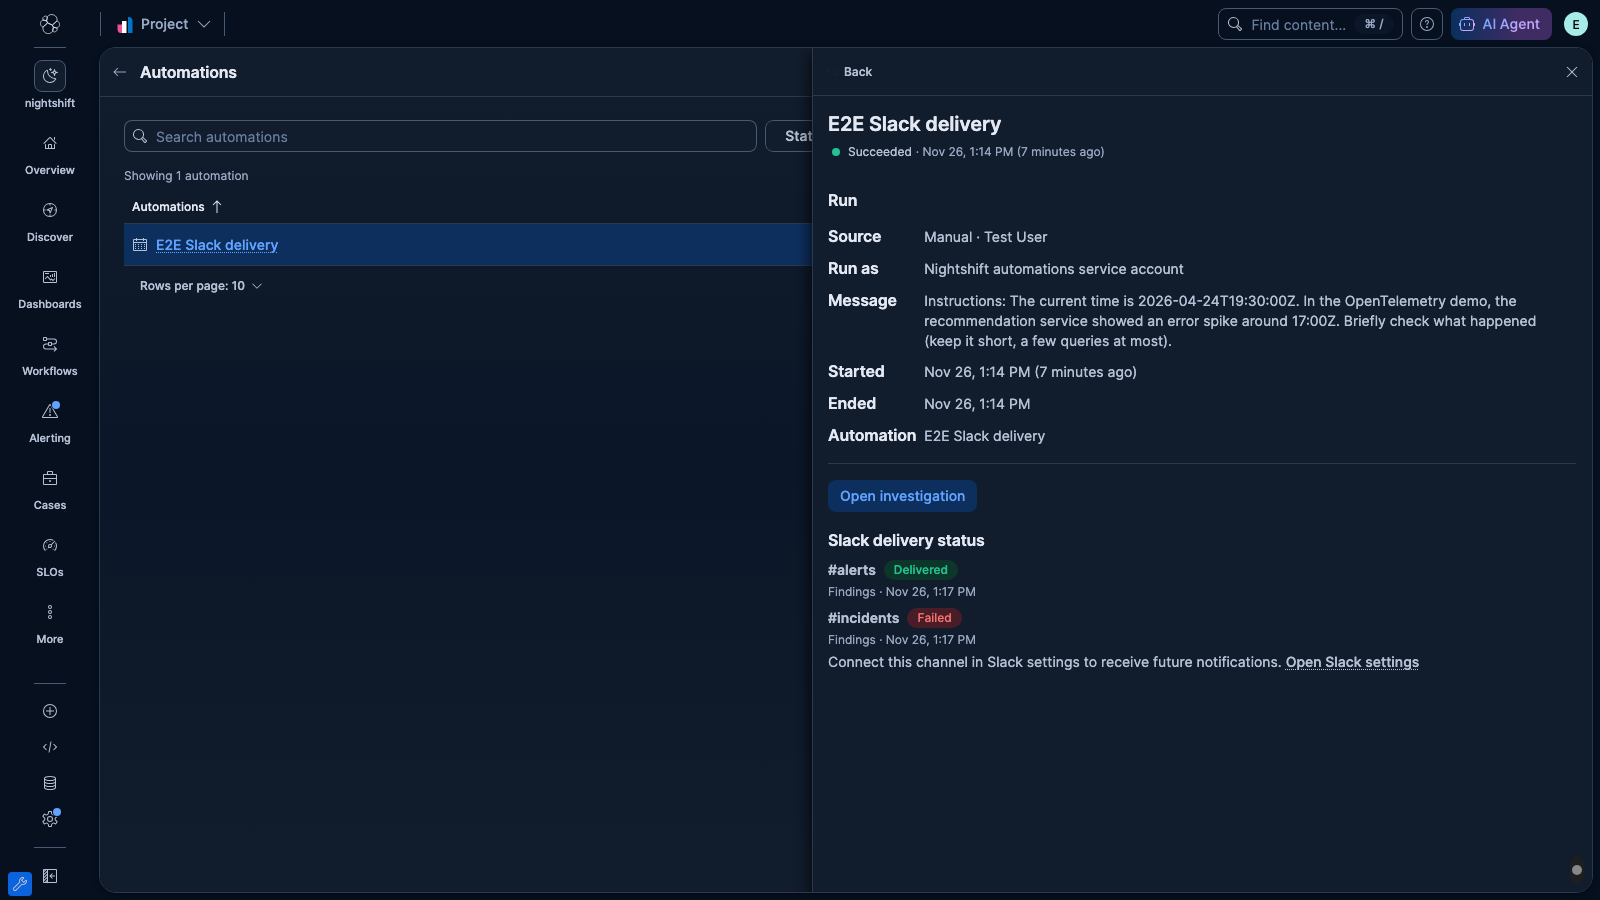 Project
Find content... ⌘ /
AI Agent
E
nightshift
Overview
Discover
Dashboards
Workflows
Alerting
Cases
SLOs
More
Automations
Search automations
Stat
Showing 1 automation
Automations
E2E Slack delivery
Rows per page: 10
Back
E2E Slack delivery
Succeeded · Nov 26, 1:14 PM (7 minutes ago)
Run
Source Manual · Test User
Run as Nightshift automations service account
Message Instructions: The current time is 2026-04-24T19:30:00Z. In the OpenTelemetry demo, the
recommendation service showed an error spike around 17:00Z. Briefly check what happened
(keep it short, a few queries at most).
Started Nov 26, 1:14 PM (7 minutes ago)
Ended Nov 26, 1:14 PM
Automation E2E Slack delivery
Open investigation
Slack delivery status
#alerts Delivered
Findings · Nov 26, 1:17 PM
#incidents Failed
Findings · Nov 26, 1:17 PM
Connect this channel in Slack settings to receive future notifications. Open Slack settings